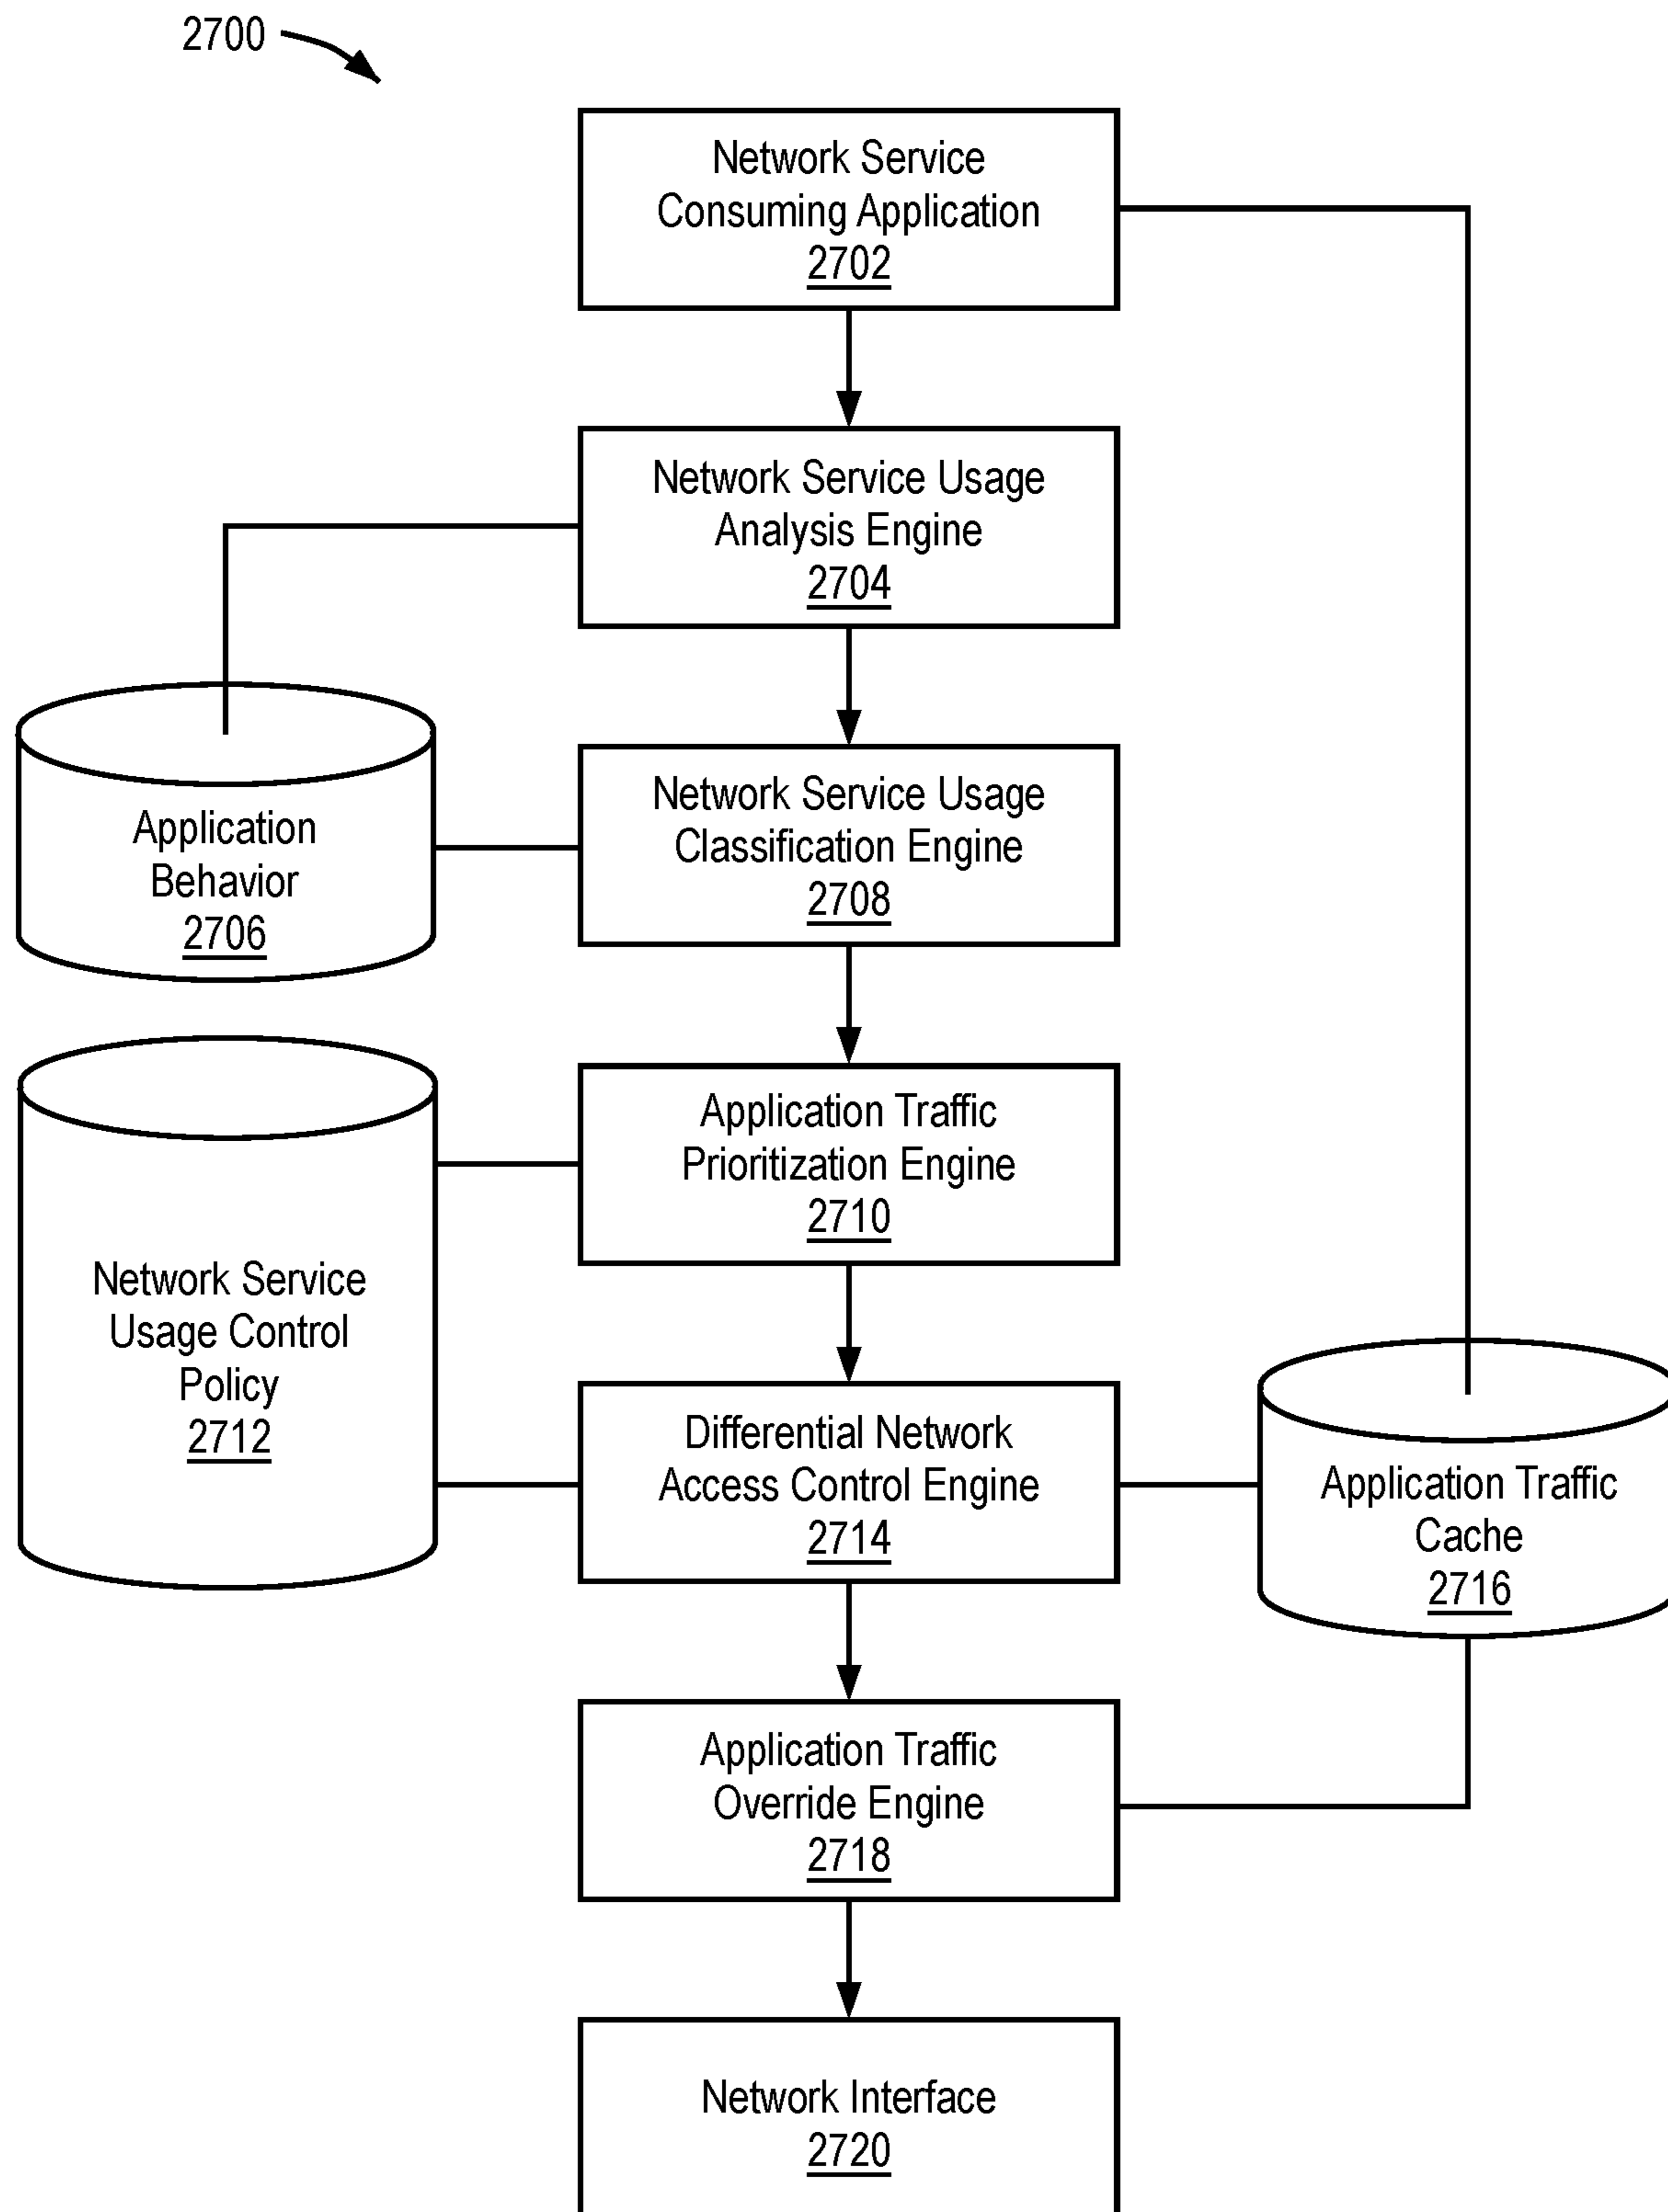 2700
Network Service
Consuming Application
2702
Network Service Usage
Analysis Engine
2704
Application
Behavior
2706
Network Service Usage
Classification Engine
2708
Application Traffic
Prioritization Engine
2710
Network Service
Usage Control
Policy
2712
Differential Network
Access Control Engine
2714
Application Traffic
Cache
2716
Application Traffic
Override Engine
2718
Network Interface
2720